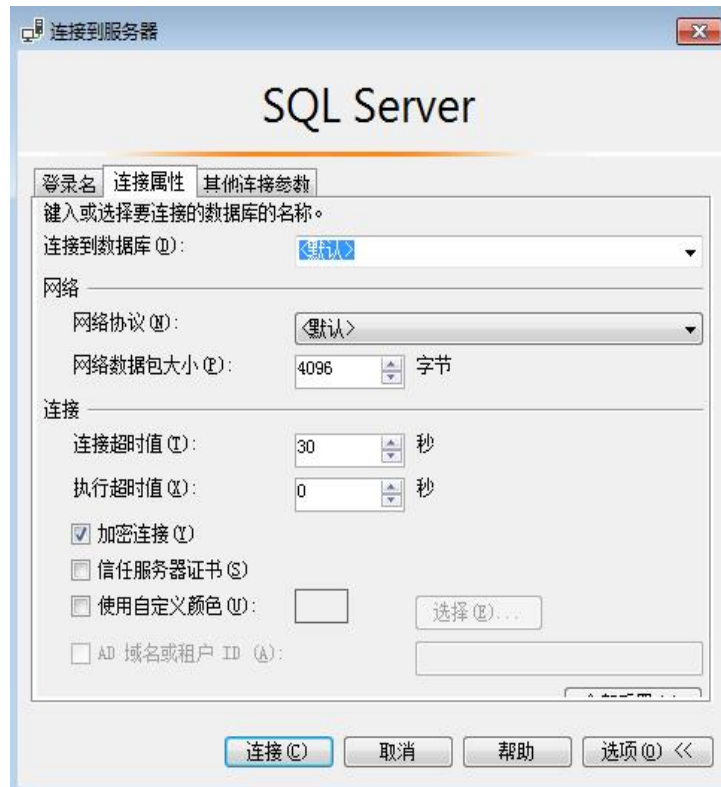 连接到服务器
SQL Server
登录名 连接属性 其他连接参数
键入或选择要连接的数据库的名称。
连接到数据库(D): <默认>
网络
网络协议(N): <默认>
网络数据包大小(P): 4096 字节
连接
连接超时值(T): 30 秒
执行超时值(X): 0 秒
加密连接(Y)
信任服务器证书(S)
使用自定义颜色(U): 选择(E)...
AD 域名或租户 ID (A):
连接(C) 取消 帮助 选项(O) <<